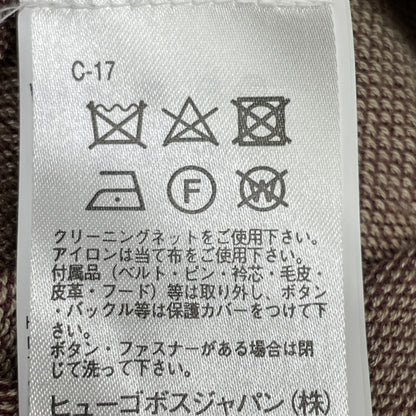 C-17
F
W
クリーニングネットをご使用下さい。
アイロンは当て布をご使用下さい。
付属品（ベルト・ピン・衿芯・毛皮・
皮革・フード）等は取り外し、ボタン
・バックル等は保護カバーをつけて下
さい。
ボタン・ファスナーがある場合は閉
じて洗って下さい。
ヒューゴボスジャパン(株)